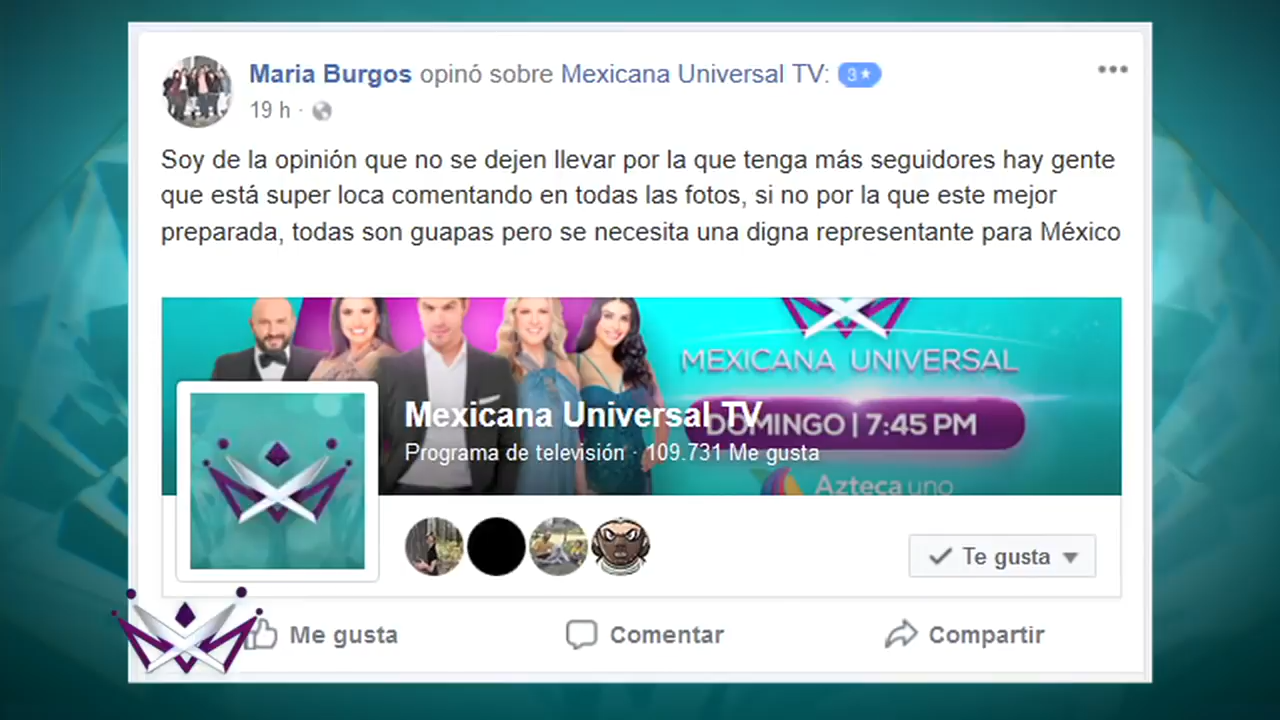 Maria Burgos opinó sobre Mexicana Universal TV: 3★
19 h ·
Soy de la opinión que no se dejen llevar por la que tenga más seguidores hay gente
que está super loca comentando en todas las fotos, si no por la que este mejor
preparada, todas son guapas pero se necesita una digna representante para México
MEXICANA UNIVERSAL
DOMINGO | 7:45 PM
Azteca uno
Mexicana Universal TV
Programa de televisión · 109.731 Me gusta
Te gusta
Me gusta Comentar Compartir